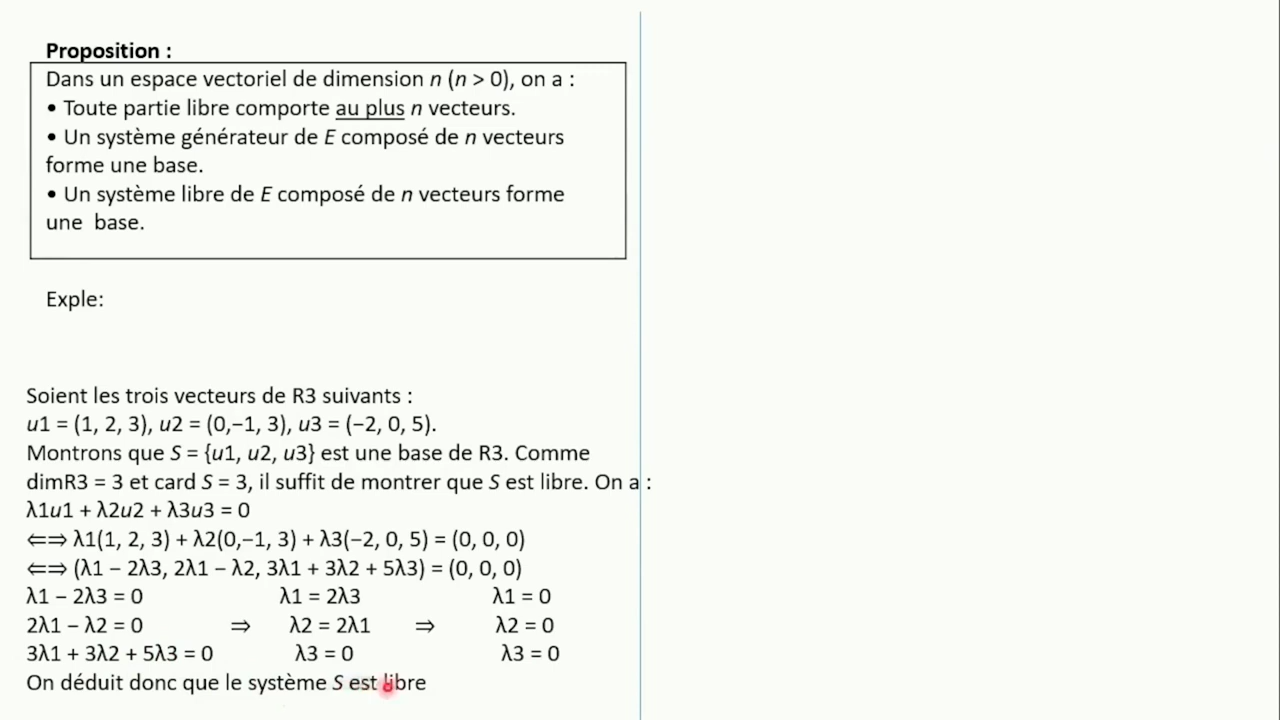 Proposition :
Dans un espace vectoriel de dimension n (n > 0), on a :
• Toute partie libre comporte au plus n vecteurs.
• Un système générateur de E composé de n vecteurs
forme une base.
• Un système libre de E composé de n vecteurs forme
une base.
Exple:
Soient les trois vecteurs de R3 suivants :
u1 = (1, 2, 3), u2 = (0,−1, 3), u3 = (−2, 0, 5).
Montrons que S = {u1, u2, u3} est une base de R3. Comme
dimR3 = 3 et card S = 3, il suffit de montrer que S est libre. On a :
λ1u1 + λ2u2 + λ3u3 = 0
⇐⇒ λ1(1, 2, 3) + λ2(0,−1, 3) + λ3(−2, 0, 5) = (0, 0, 0)
⇐⇒ (λ1 − 2λ3, 2λ1 − λ2, 3λ1 + 3λ2 + 5λ3) = (0, 0, 0)
λ1 − 2λ3 = 0 λ1 = 2λ3 λ1 = 0
2λ1 − λ2 = 0 ⇒ λ2 = 2λ1 ⇒ λ2 = 0
3λ1 + 3λ2 + 5λ3 = 0 λ3 = 0 λ3 = 0
On déduit donc que le système S est libre